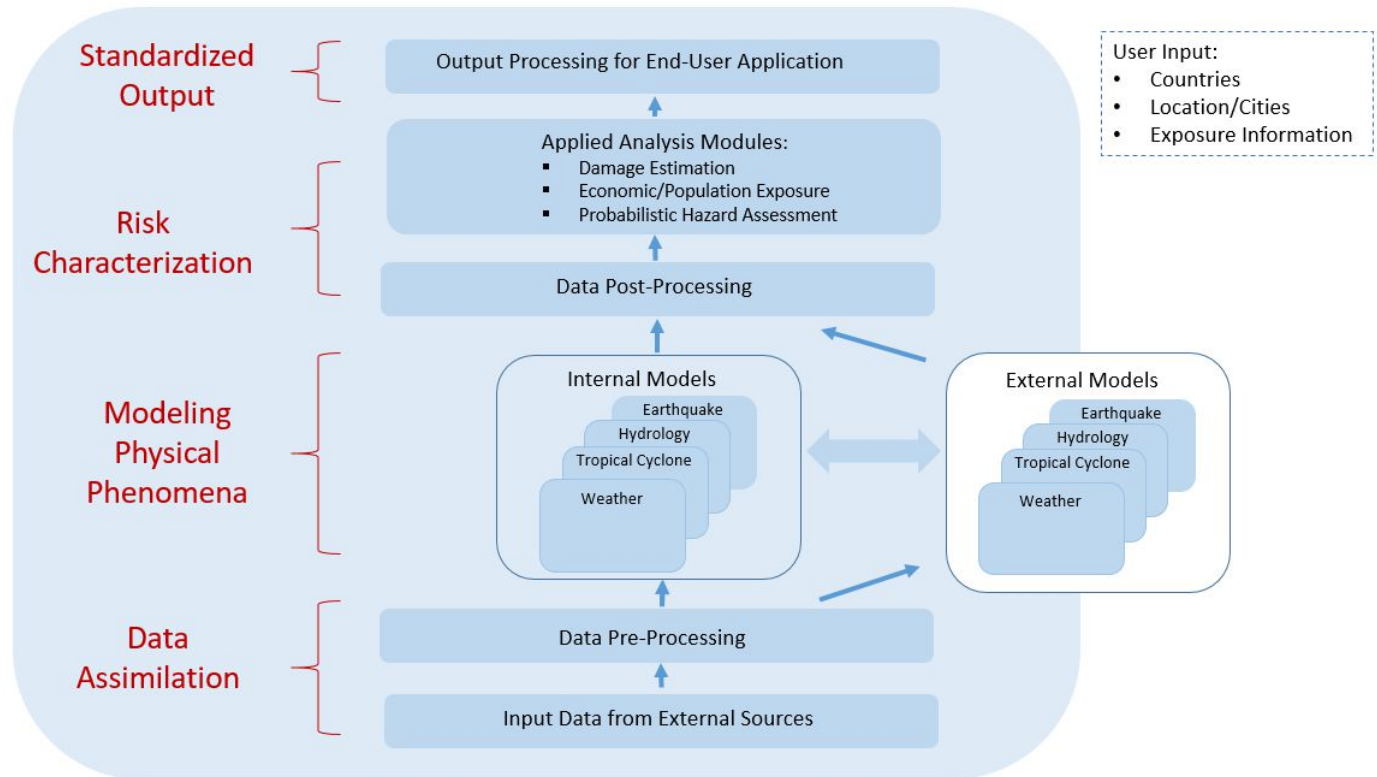 Standardized
Output
Output Processing for End-User Application
User Input:
• Countries
• Location/Cities
• Exposure Information
Risk
Characterization
Applied Analysis Modules:
▪ Damage Estimation
▪ Economic/Population Exposure
▪ Probabilistic Hazard Assessment
Data Post-Processing
Modeling
Physical
Phenomena
Internal Models
Earthquake
Hydrology
Tropical Cyclone
Weather
External Models
Earthquake
Hydrology
Tropical Cyclone
Weather
Data
Assimilation
Data Pre-Processing
Input Data from External Sources